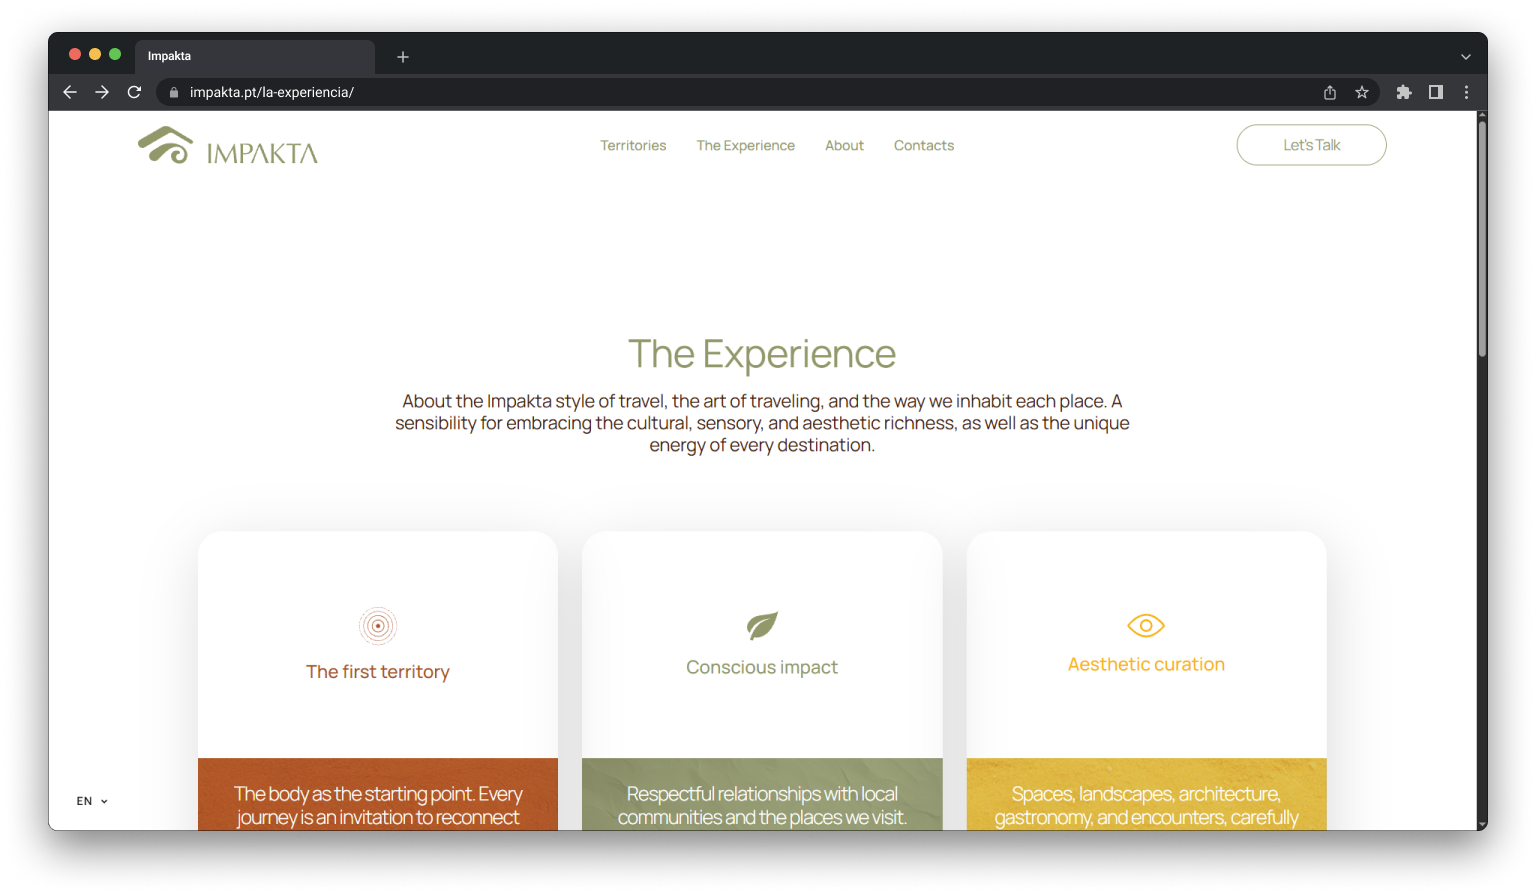 Impakta
impakta.pt/la-experiencia/
IMPAKTA
Territories
The Experience
About
Contacts
Let's Talk
The Experience
About the Impakta style of travel, the art of traveling, and the way we inhabit each place. A
sensibility for embracing the cultural, sensory, and aesthetic richness, as well as the unique
energy of every destination.
The first territory
The body as the starting point. Every
journey is an invitation to reconnect
Conscious impact
Respectful relationships with local
communities and the places we visit.
Aesthetic curation
Spaces, landscapes, architecture,
gastronomy, and encounters, carefully
EN